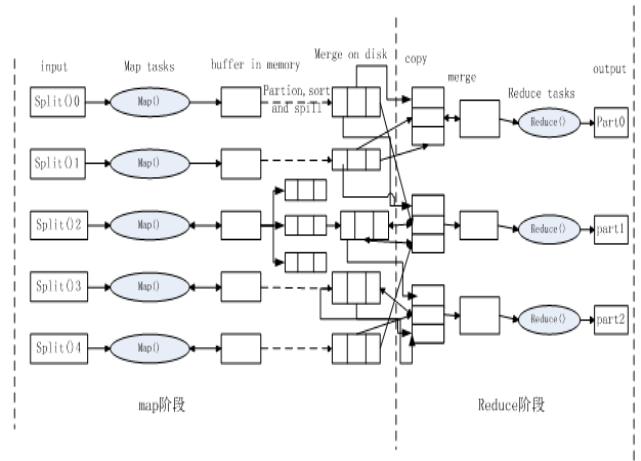 input
Map tasks
buffer in memory
Merge on disk
copy
merge
Reduce tasks
output
Partion,sort
and spill
Split()0
Map()
Reduce()
Part0
Split()1
Map()
Split()2
Map()
Reduce()
part1
Split()3
Map()
Reduce()
part2
Split()4
Map()
map阶段
Reduce阶段